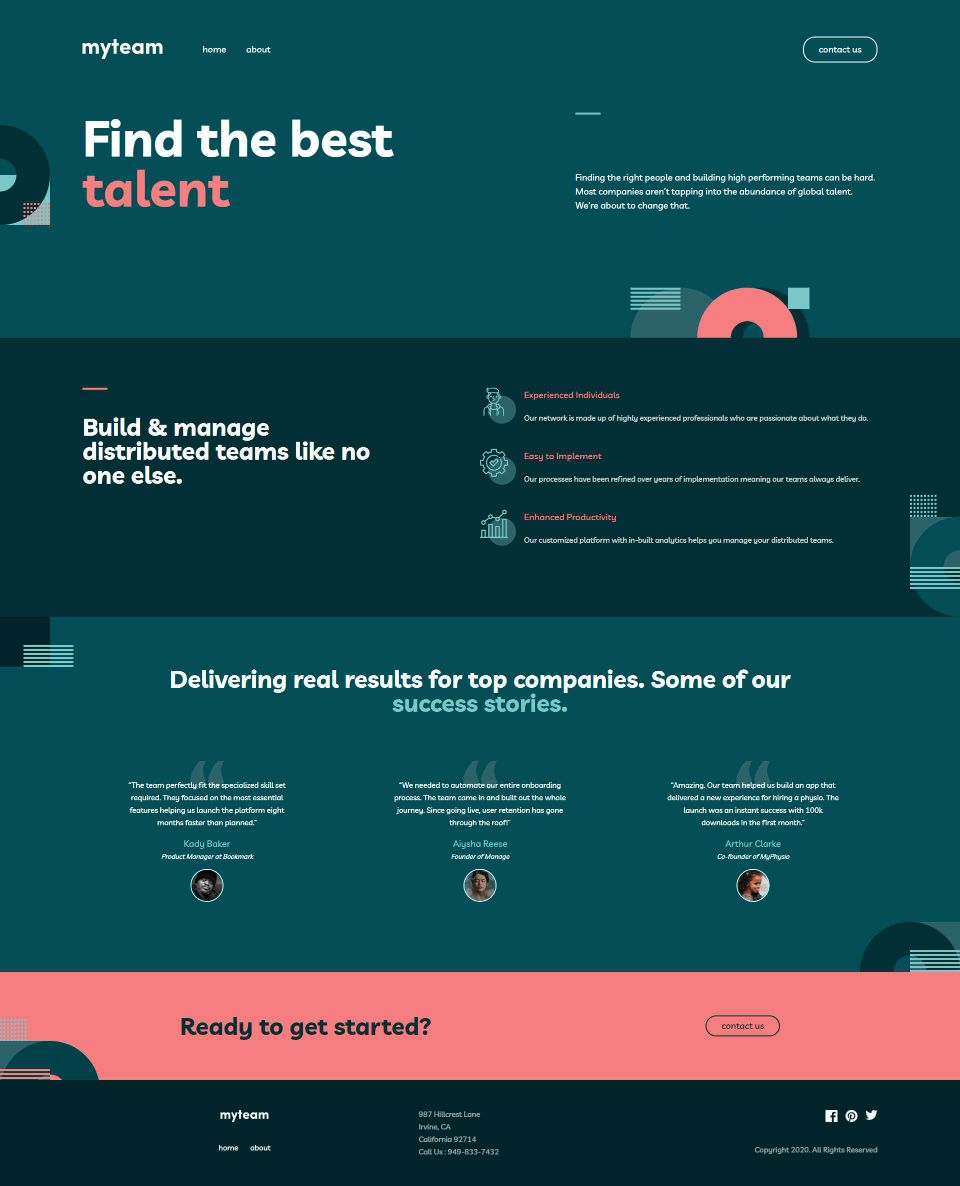 myteam
home about
contact us
Find the best
talent
Finding the right people and building high performing teams can be hard.
Most companies aren't tapping into the abundance of global talent.
We're about to change that.
Build & manage
distributed teams like no
one else.
Experienced Individuals
Our network is made up of highly experienced professionals who are passionate about what they do.
Easy to Implement
Our processes have been refined over years of implementation meaning our teams always deliver.
Enhanced Productivity
Our customized platform with in-built analytics helps you manage your distributed teams.
Delivering real results for top companies. Some of our
success stories.
“The team perfectly fit the specialized skill set
required. They focused on the most essential
features helping us launch the platform eight
months faster than planned.”
Kady Baker
Product Manager at Bookmark
“We needed to automate our entire onboarding
process. The team came in and built out the whole
journey. Since going live, user retention has gone
through the roof!”
Aiysha Reese
Founder of Manage
“Amazing. Our team helped us build an app that
delivered a new experience for hiring a physio. The
launch was an instant success with 100k
downloads in the first month.”
Arthur Clarke
Co-founder of MyPhysio
Ready to get started?
contact us
myteam
home about
987 Hillcrest Lane
Irvine, CA
California 92714
Call Us : 949-833-7432
Copyright 2020. All Rights Reserved